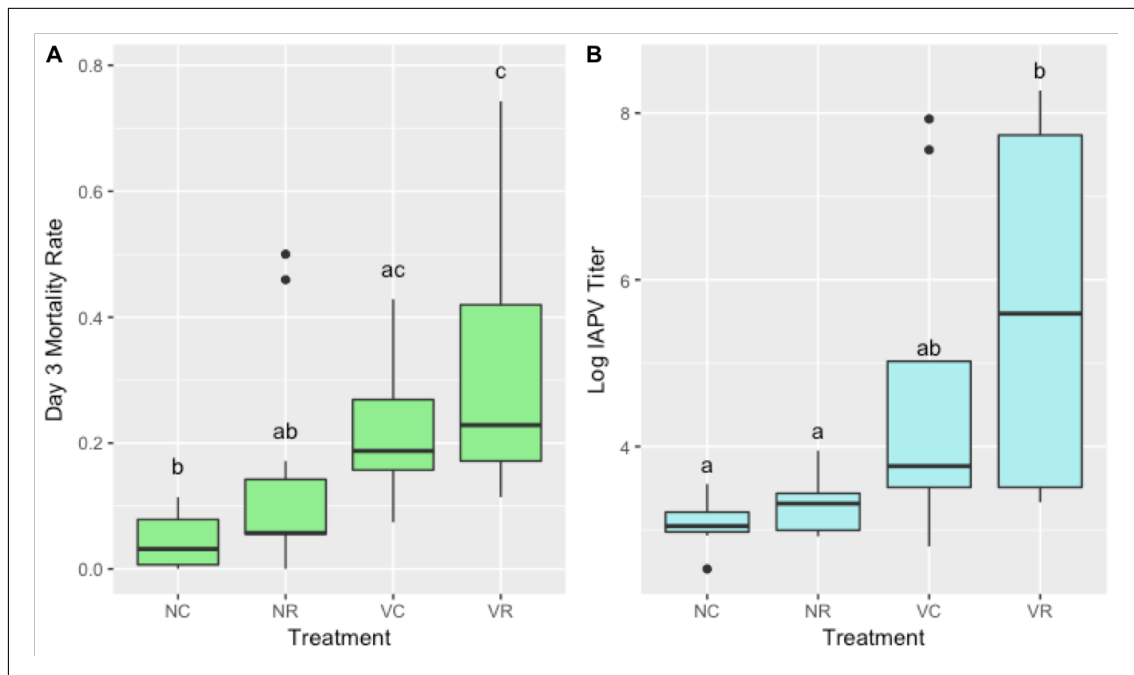 A
Day 3 Mortality Rate
0.8
0.6
0.4
0.2
0.0
b
ab
ac
c
NC NR VC VR
Treatment
B
Log IAPV Titer
8
6
4
a
a
ab
b
NC NR VC VR
Treatment